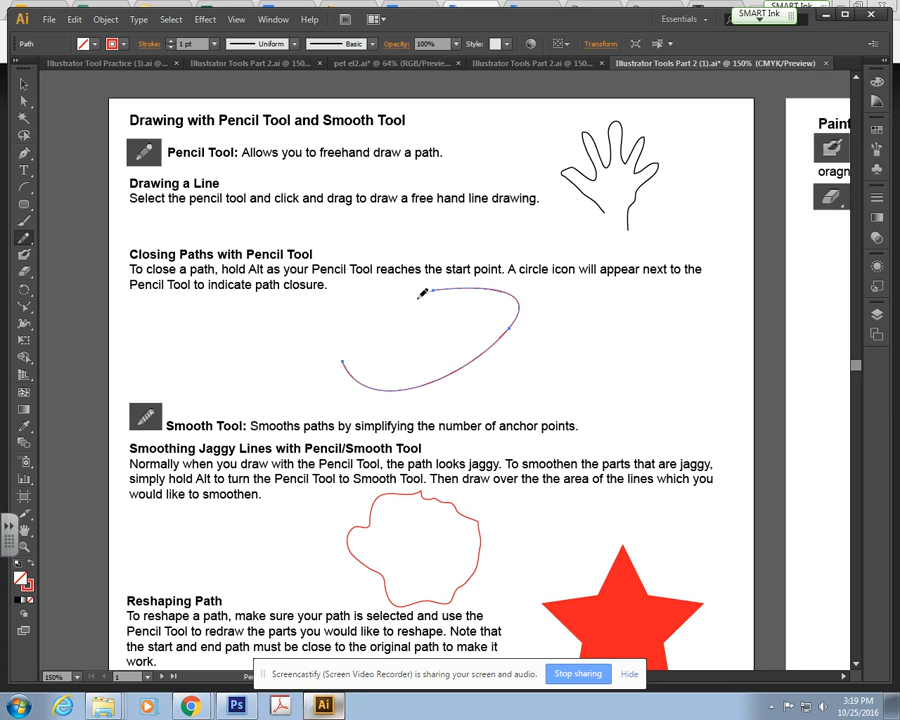 SMART Ink
SMART Ink
Ai File Edit Object Type Select Effect View Window Help Br Essentials
Path Stroke: 1 pt Uniform Basic Opacity: 100% Style: Transform
Illustrator Tool Practice (3).ai @ ... × Illustrator Tools Part 2.ai @ 150... × pet el2.ai* @ 64% (RGB/Previe... × Illustrator Tools Part 2.ai @ 150... × Illustrator Tools Part 2 (1).ai* @ 150% (CMYK/Preview) ×
Drawing with Pencil Tool and Smooth Tool
Pencil Tool: Allows you to freehand draw a path.
Drawing a Line
Select the pencil tool and click and drag to draw a free hand line drawing.
Closing Paths with Pencil Tool
To close a path, hold Alt as your Pencil Tool reaches the start point. A circle icon will appear next to the
Pencil Tool to indicate path closure.
Smooth Tool: Smooths paths by simplifying the number of anchor points.
Smoothing Jaggy Lines with Pencil/Smooth Tool
Normally when you draw with the Pencil Tool, the path looks jaggy. To smoothen the parts that are jaggy,
simply hold Alt to turn the Pencil Tool to Smooth Tool. Then draw over the the area of the lines which you
would like to smoothen.
Reshaping Path
To reshape a path, make sure your path is selected and use the
Pencil Tool to redraw the parts you would like to reshape. Note that
the start and end path must be close to the original path to make it
work.
Paint
oragn
150% 1 Pen
Screencastify (Screen Video Recorder) is sharing your screen and audio. Stop sharing Hide
Ps Ai
3:19 PM
10/25/2016